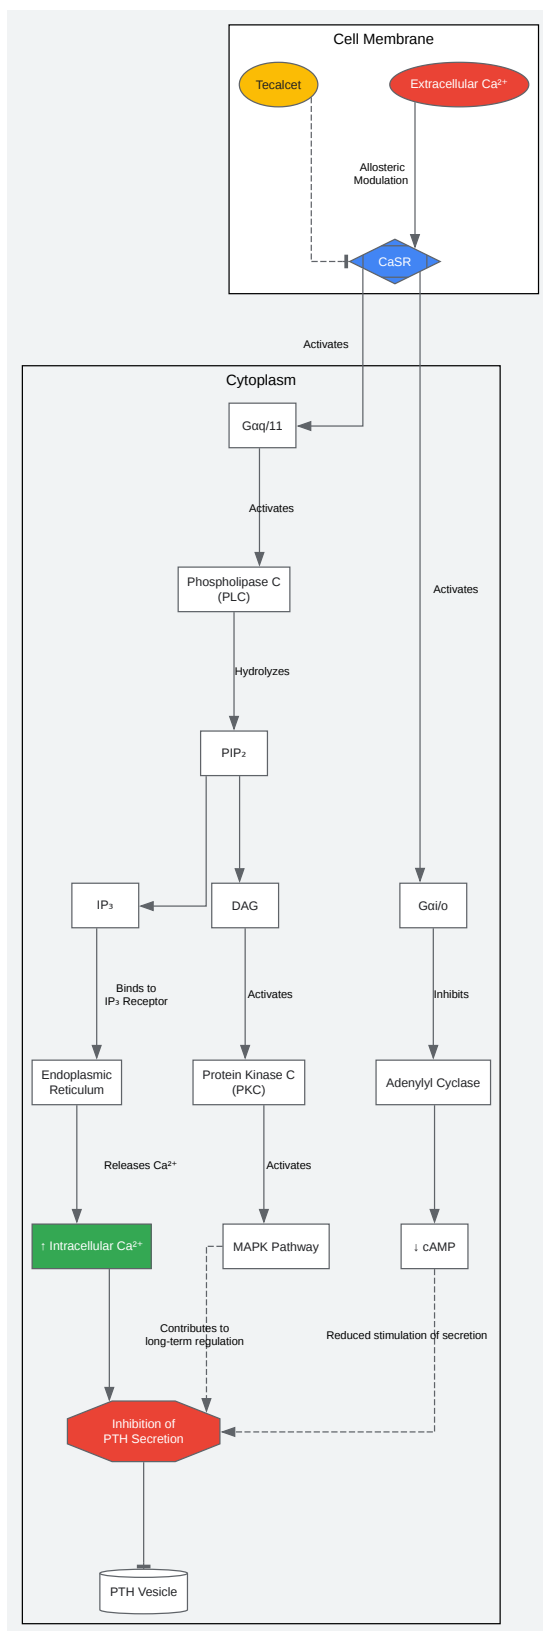 Cell Membrane
Tecalcet
Extracellular Ca²⁺
Allosteric
Modulation
CaSR
Activates
Cytoplasm
Gαq/11
Activates
Phospholipase C
(PLC)
Activates
Hydrolyzes
PIP₂
IP₃
DAG
Gαi/o
Binds to
IP₃ Receptor
Activates
Inhibits
Endoplasmic
Reticulum
Protein Kinase C
(PKC)
Adenylyl Cyclase
Releases Ca²⁺
Activates
↑ Intracellular Ca²⁺
MAPK Pathway
↓ cAMP
Contributes to
long-term regulation
Reduced stimulation of secretion
Inhibition of
PTH Secretion
PTH Vesicle